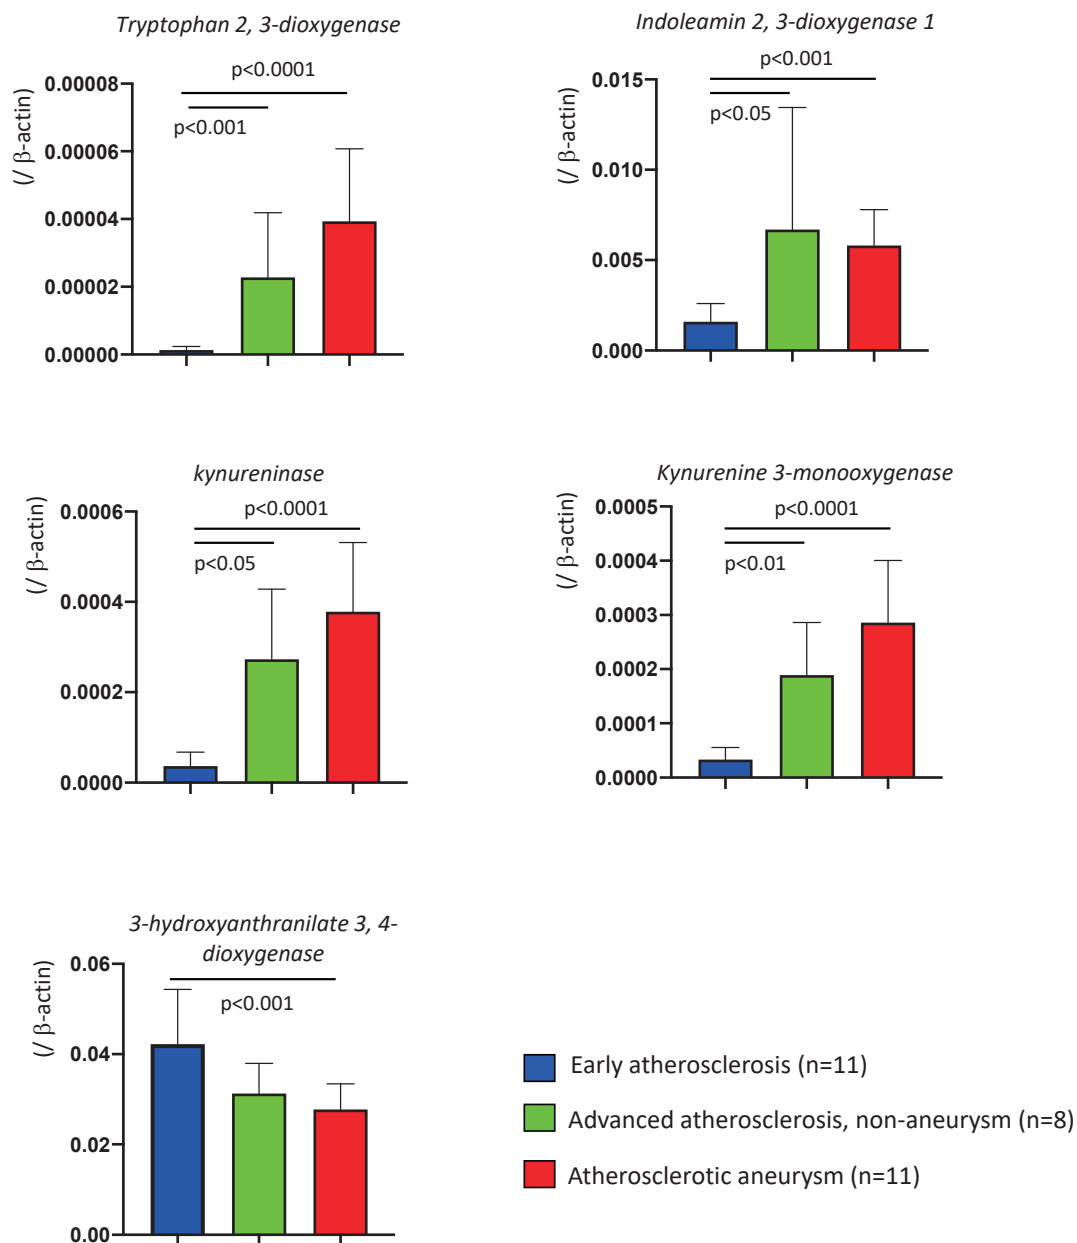 Tryptophan 2, 3-dioxygenase
p<0.0001
p<0.001
(/ β-actin)
0.00008
0.00006
0.00004
0.00002
0.00000
Indoleamin 2, 3-dioxygenase 1
p<0.001
p<0.05
(/ β-actin)
0.015
0.010
0.005
0.000
kynureninase
p<0.0001
p<0.05
(/ β-actin)
0.0006
0.0004
0.0002
0.0000
Kynurenine 3-monooxygenase
p<0.0001
p<0.01
(/ β-actin)
0.0005
0.0004
0.0003
0.0002
0.0001
0.0000
3-hydroxyanthranilate 3, 4-
dioxygenase
p<0.001
(/ β-actin)
0.06
0.04
0.02
0.00
Early atherosclerosis (n=11)
Advanced atherosclerosis, non-aneurysm (n=8)
Atherosclerotic aneurysm (n=11)